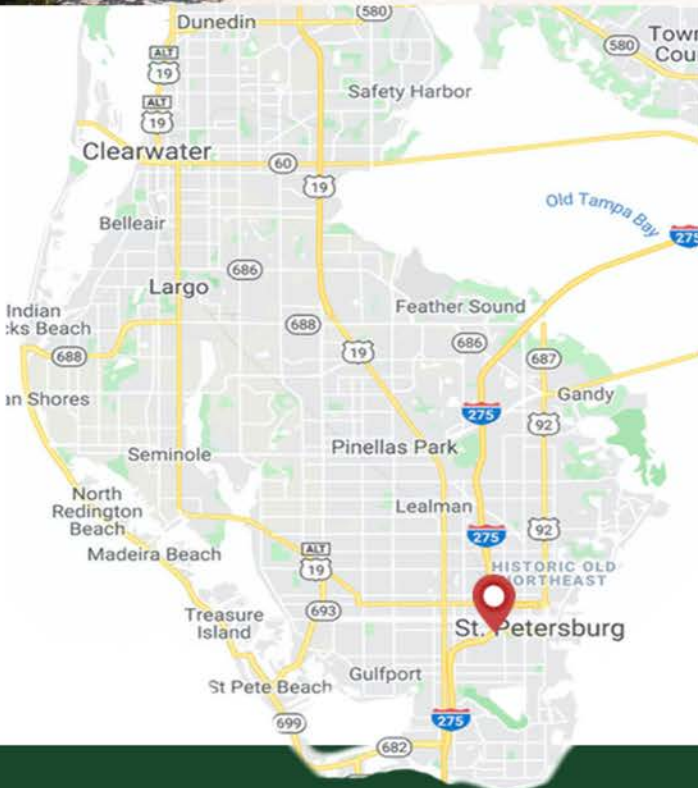 580
Dunedin
580
Town
Cou
ALT
19
Safety Harbor
ALT
19
Clearwater
60
19
Old Tampa Bay
Belleair
275
686
Largo
Indian
cks Beach
Feather Sound
688
19
686
687
688
n Shores
275
Gandy
92
Pinellas Park
Seminole
North
Redington
Beach
Lealman
92
275
Madeira Beach
ALT
19
HISTORIC OLD
NORTHEAST
693
Treasure
Island
St. Petersburg
Gulfport
St Pete Beach
699
275
682